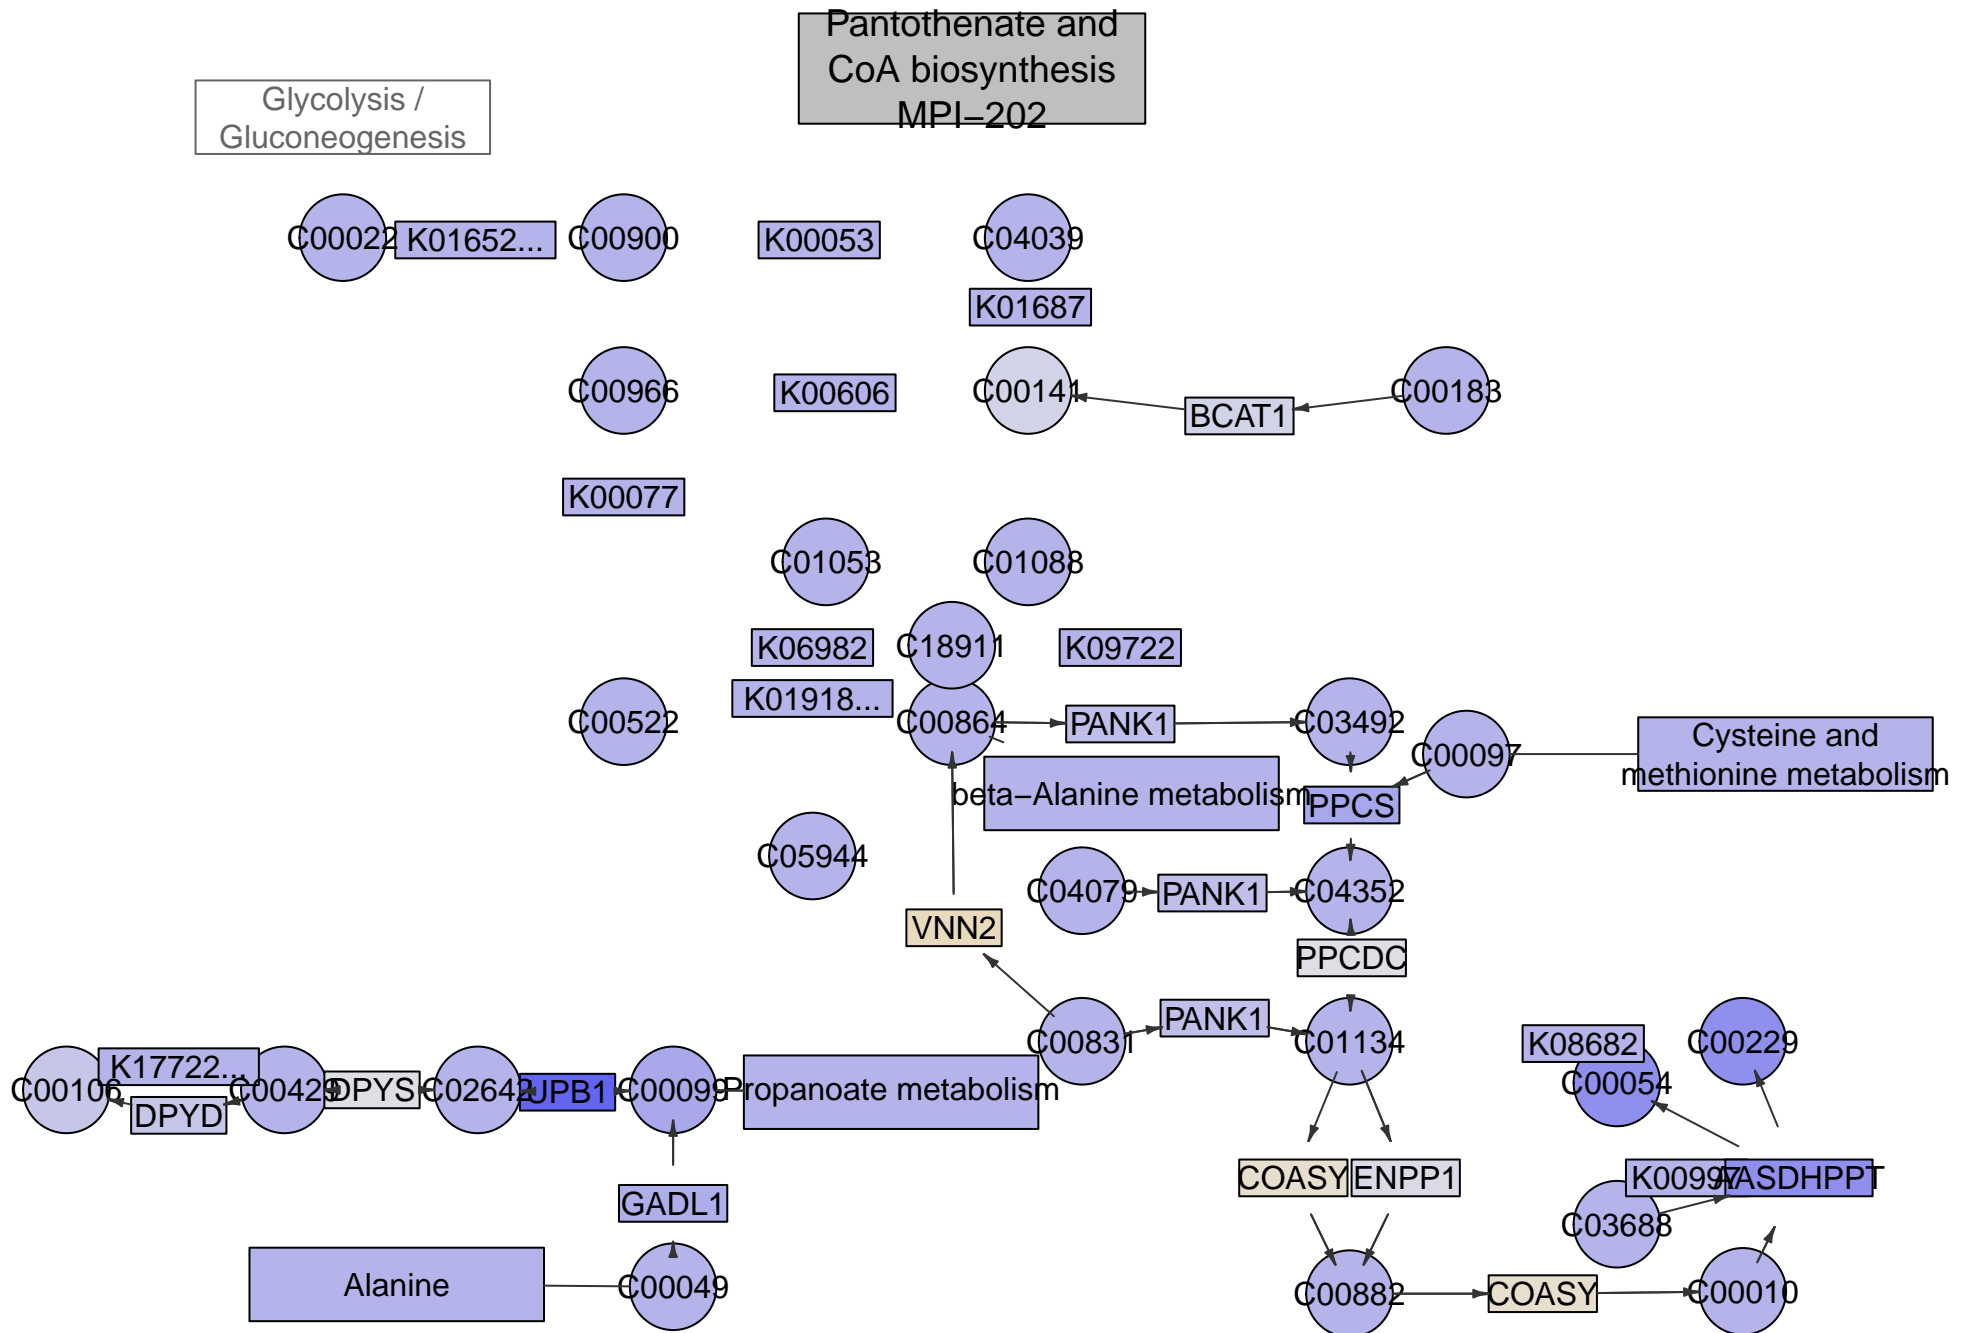 Pantothenate and
CoA biosynthesis
MPI–202
Glycolysis /
Gluconeogenesis
C00022
K01652...
C00900
K00053
C04039
K01687
C00966
K00606
C00141
BCAT1
C00183
K00077
C01053
C01088
K06982
C18911
K09722
K01918...
C00522
C00864
PANK1
C03492
C00097
Cysteine and
methionine metabolism
beta–Alanine metabolism
PPCS
C05944
C04079
PANK1
C04352
VNN2
PPCDC
C00831
PANK1
C01134
K08682
C00229
C00054
C00106
K17722...
DPYD
C00429
DPYS
C02642
UPB1
C00099
Propanoate metabolism
COASY
ENPP1
K00997
AASDHPPT
GADL1
C03688
Alanine
C00049
C00882
COASY
C00010